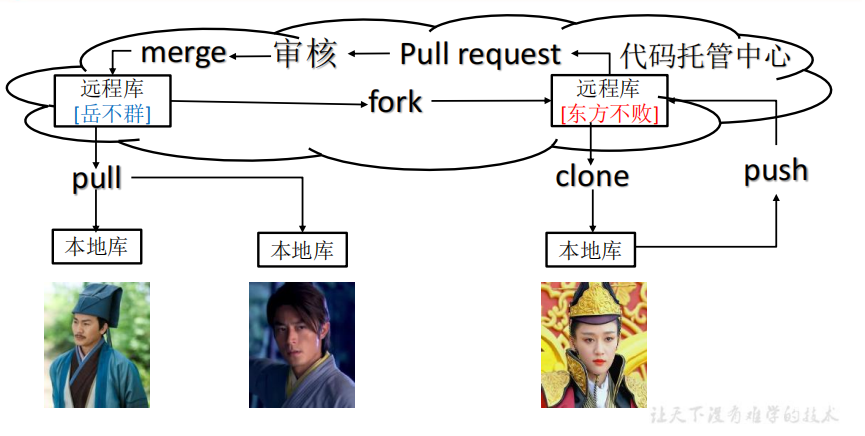 merge
审核
Pull request
代码托管中心
远程库
[岳不群]
fork
远程库
[东方不败]
pull
clone
push
本地库
本地库
本地库
让天下没有难学的技术